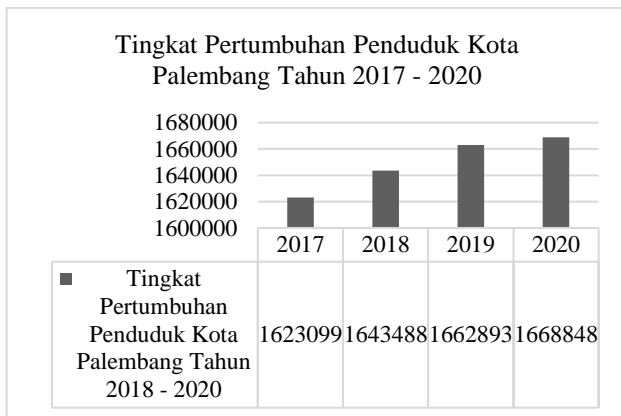 Tingkat Pertumbuhan Penduduk Kota
Palembang Tahun 2017 - 2020
1680000
1660000
1640000
1620000
1600000
2017 2018 2019 2020
Tingkat
Pertumbuhan
Penduduk Kota
Palembang Tahun
2018 - 2020
1623099 1643488 1662893 1668848